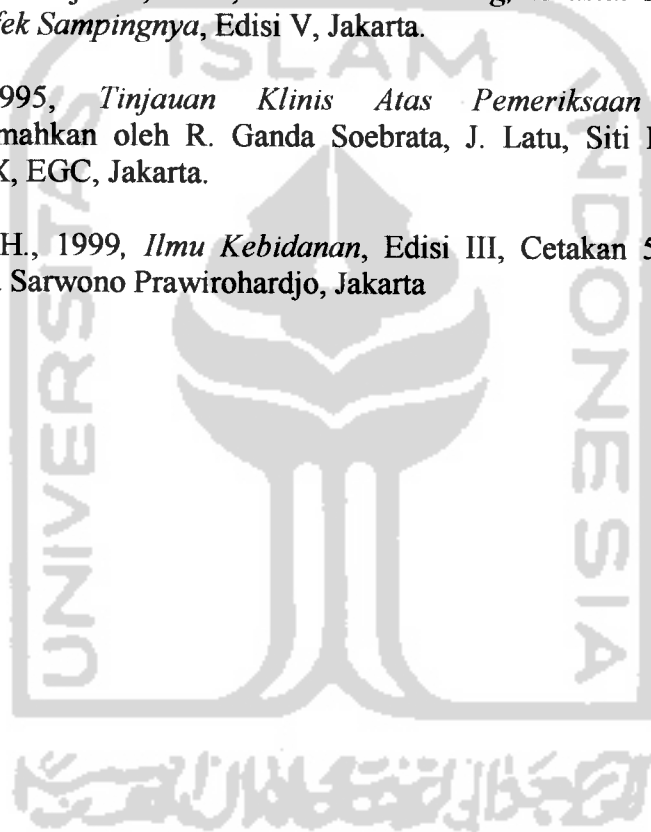 fek Sampingnya, Edisi V, Jakarta.
ISLAM
995, Tinjauan Klinis Atas Pemeriksaan
mahkan oleh R. Ganda Soebrata, J. Latu, Siti
X, EGC, Jakarta.
H., 1999, Ilmu Kebidanan, Edisi III, Cetakan 5
Sarwono Prawirohardjo, Jakarta
UNIVERSITAS
INDONESIA